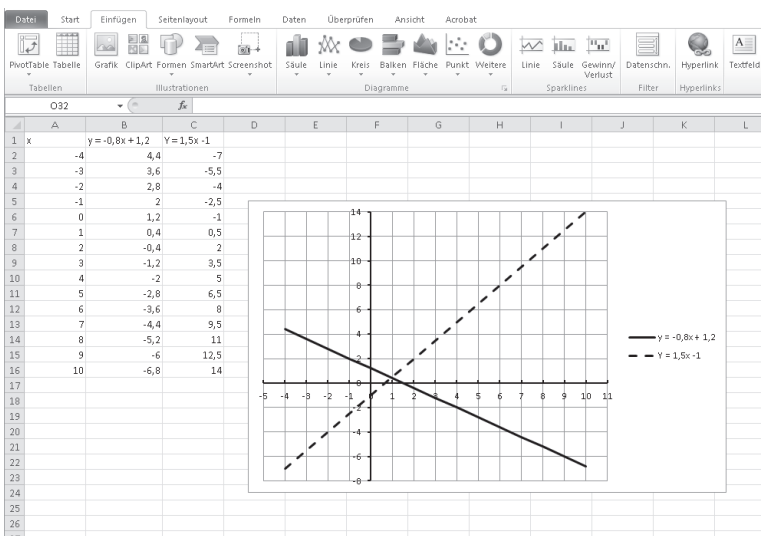 Datei Start Einfügen Seitenlayout Formeln Daten Überprüfen Ansicht Acrobat
PivotTable Tabelle Grafik ClipArt Formen SmartArt Screenshot Säule Linie Kreis Balken Fläche Punkt Weitere Linie Säule Gewinn/ Datenschn. Hyperlink Textfeld
Verlust
Tabellen Illustrationen Diagramme Sparklines Filter Hyperlinks
O32 fx
A B C D E F G H I J K L
1 x y = -0,8x + 1,2 Y = 1,5x -1
2 -4 4,4 -7
3 -3 3,6 -5,5
4 -2 2,8 -4
5 -1 2 -2,5
6 0 1,2 -1
7 1 0,4 0,5
8 2 -0,4 2
9 3 -1,2 3,5
10 4 -2 5
11 5 -2,8 6,5
12 6 -3,6 8
13 7 -4,4 9,5
14 8 -5,2 11
15 9 -6 12,5
16 10 -6,8 14
17
18
19
20
21
22
23
24
25
26
14
12
10
8
6
4
2
0
-5 -4 -3 -2 -1 0 1 2 3 4 5 6 7 8 9 10 11
-2
-4
-6
-8
y = -0,8x + 1,2
Y = 1,5x -1